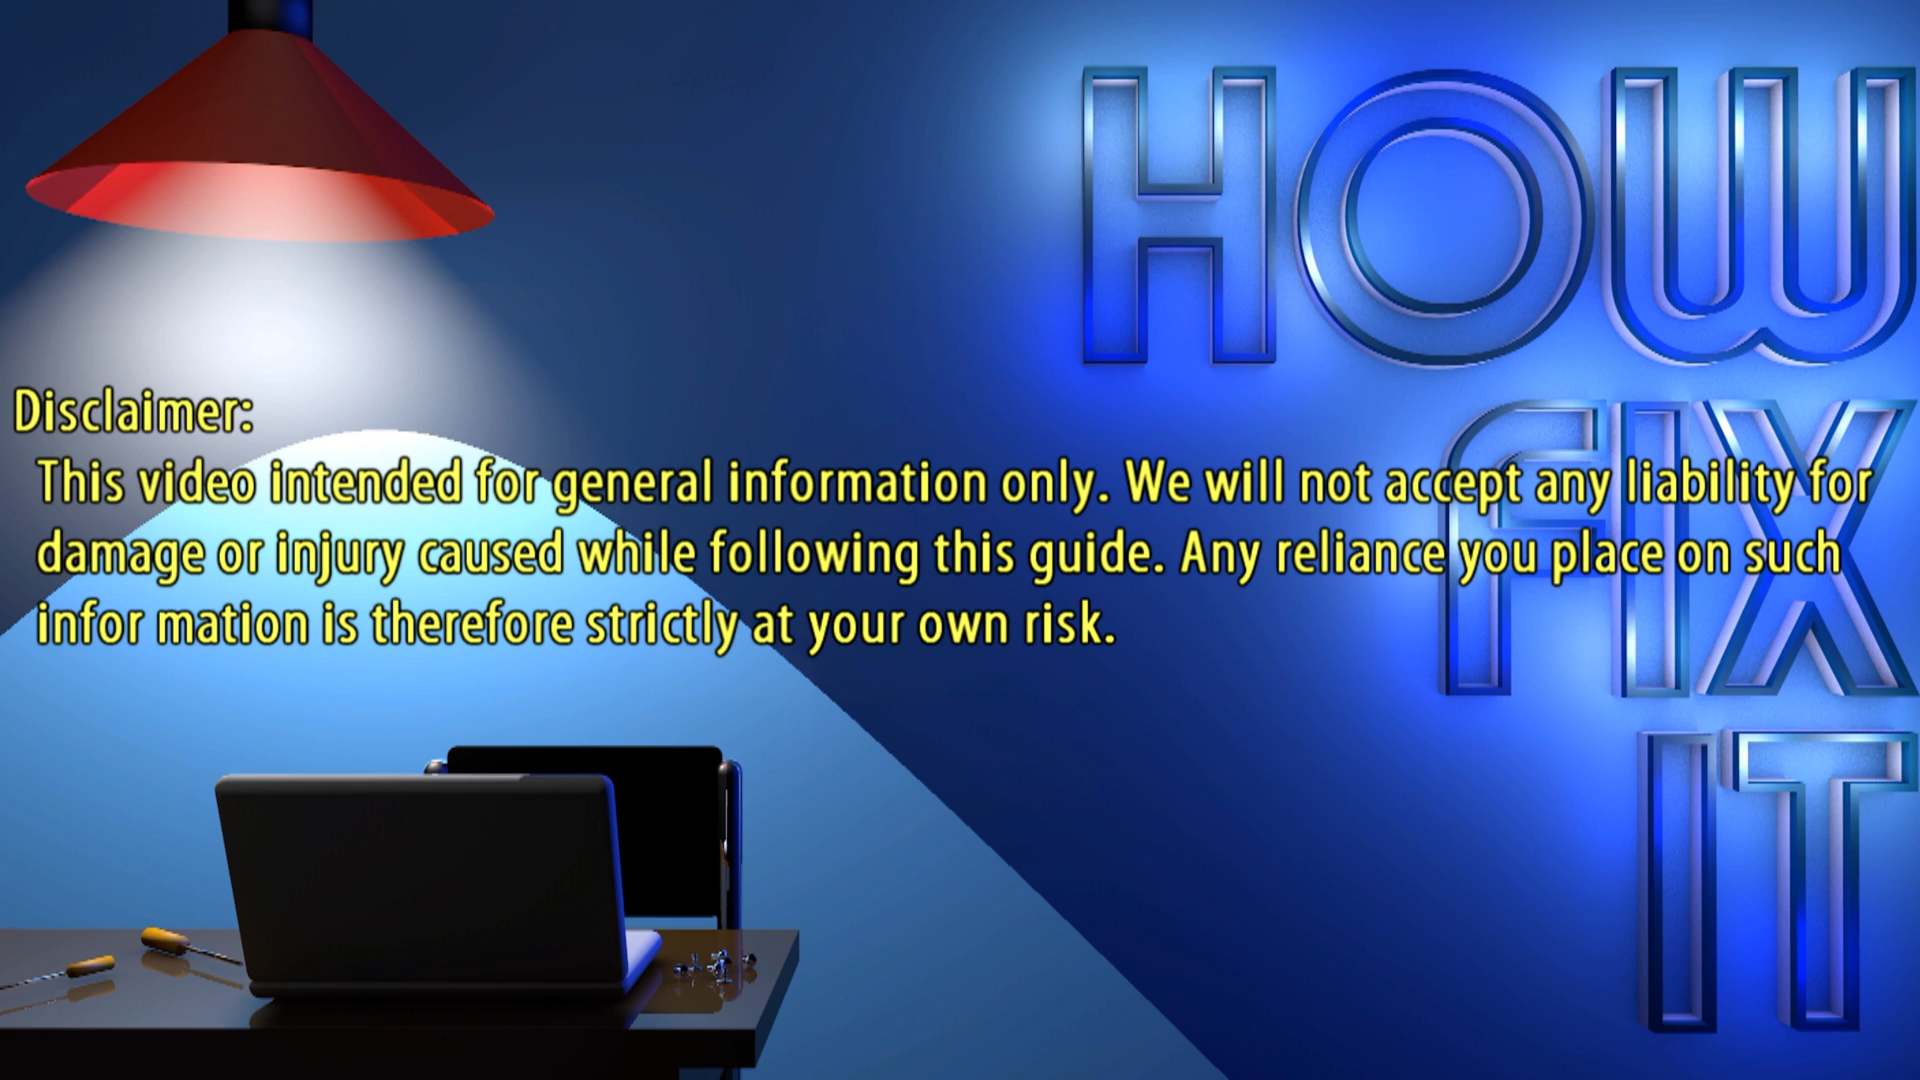 HOW
FIX
IT
Disclaimer:
This video intended for general information only. We will not accept any liability for
damage or injury caused while following this guide. Any reliance you place on such
infor mation is therefore strictly at your own risk.